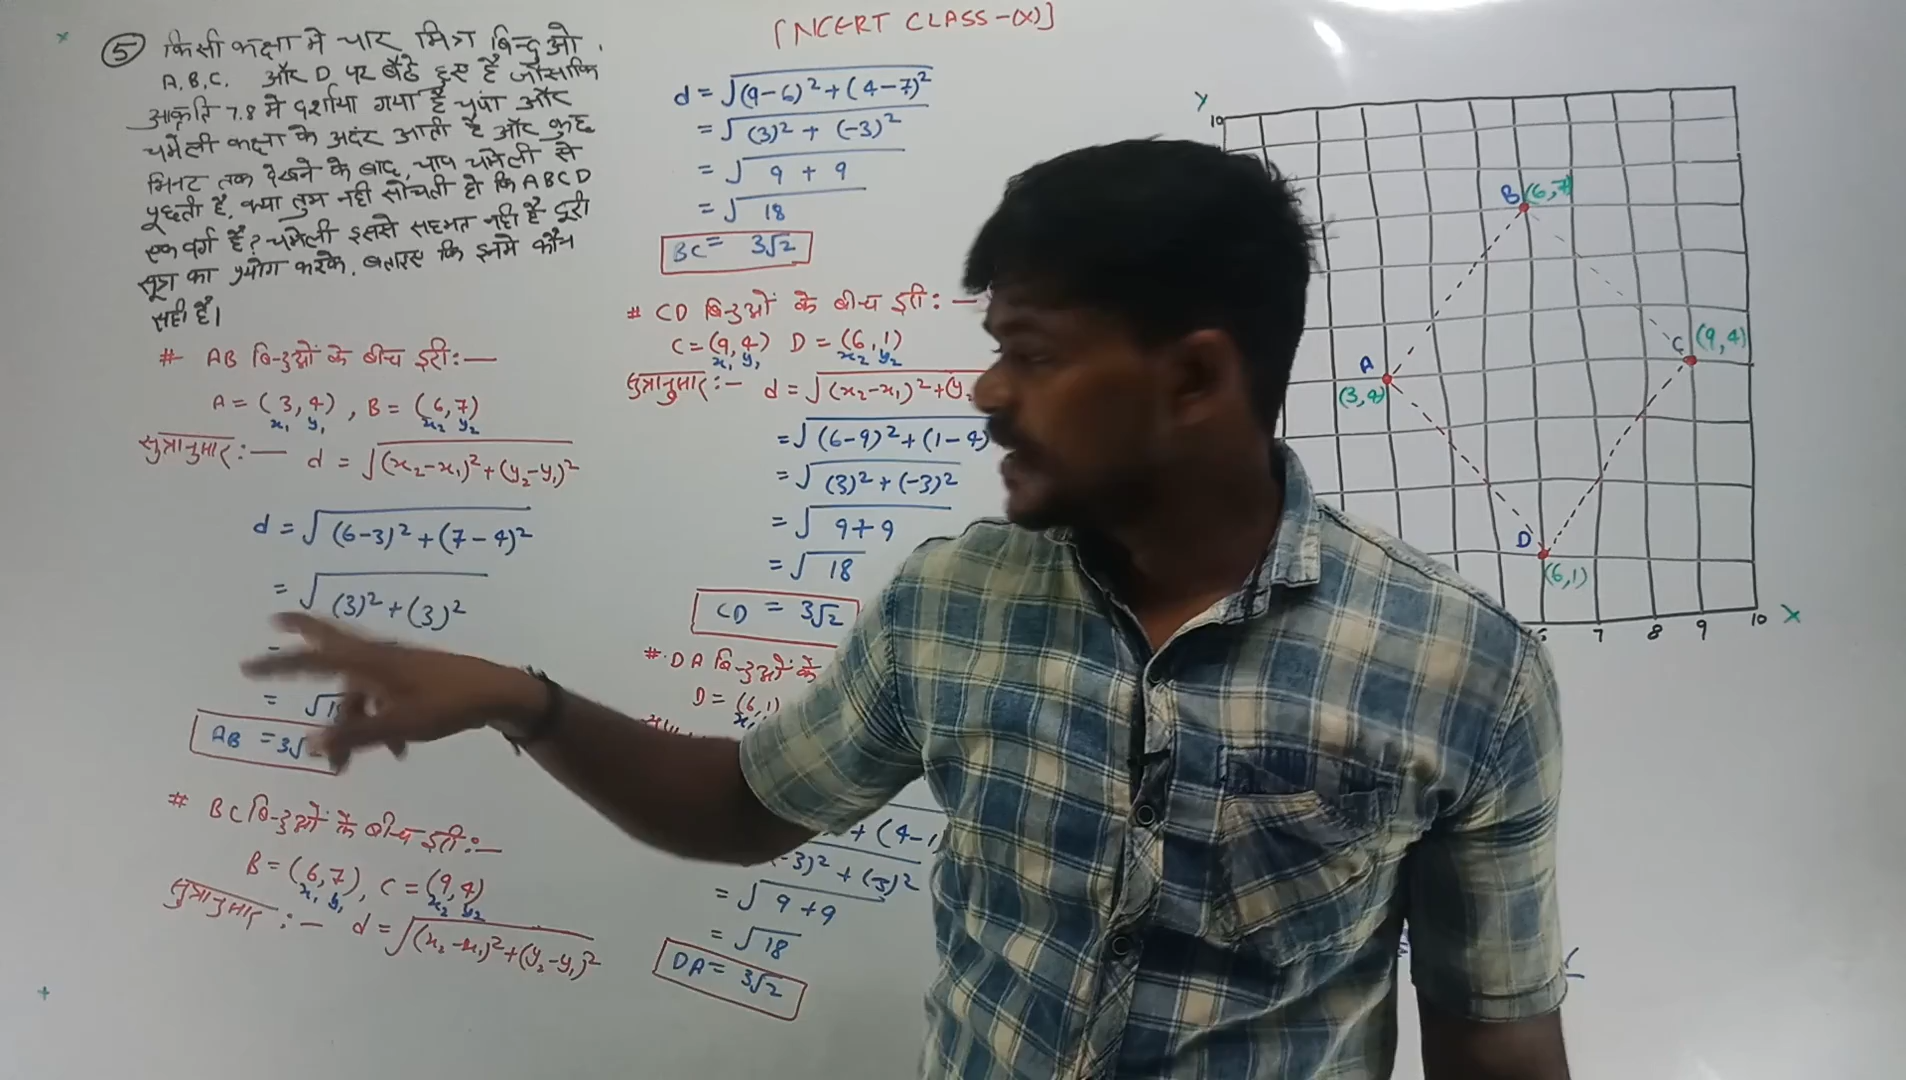 [NCERT CLASS-(X)]
⑤ किसी कक्षा में चार मित्र बिन्दुओ
A,B,C. और D पर बैठे हुए है जैसाकि
आकृति 7.8 मे दर्शाया गया है चंपा और
चमेली कक्षा के अदंर आती है और कुछ
मिनट तक देखने के बाद, चंपा चमेली से
पूछती है. क्या तुम नही सोचती हो कि ABCD
एक वर्ग है? चमेली इससे सहमत नही है दूरी
सूत्र का प्रयोग करके. बताइए कि इनमे कौन
सही है।
# AB बिन्दुओं के बीच दूरी:—
A = (3,4) , B = (6,7)
x₁ y₁ x₂ y₂
सुत्रानुसार:— d = √(x₂-x₁)²+(y₂-y₁)²
d = √(6-3)²+(7-4)²
= √(3)²+(3)²
=
= √1
AB = 3√
# BC बिन्दुओं के बीच दूरी:—
B = (6,7), C = (9,4)
x₁ y₁ x₂ y₂
सुत्रानुसार:— d = √(x₂-x₁)²+(y₂-y₁)²
d = √(9-6)²+(4-7)²
= √(3)²+(-3)²
= √9+9
= √18
BC = 3√2
# CD बिन्दुओं के बीच दूरी:—
C=(9,4) D=(6,1)
x₁ y₁ x₂ y₂
सुत्रानुसार:- d = √(x₂-x₁)²+(y₂
= √(6-9)²+(1-4)
= √(3)²+(-3)²
= √9+9
= √18
CD = 3√2
# DA बिन्दुओं के
D = (6,1)
x₁
+(4-1
-3)²+(3)²
= √9+9
= √18
DA = 3√2
Y
10
B (6,7)
C (9,4)
A
(3,4)
D
(6,1)
6 7 8 9 10 X